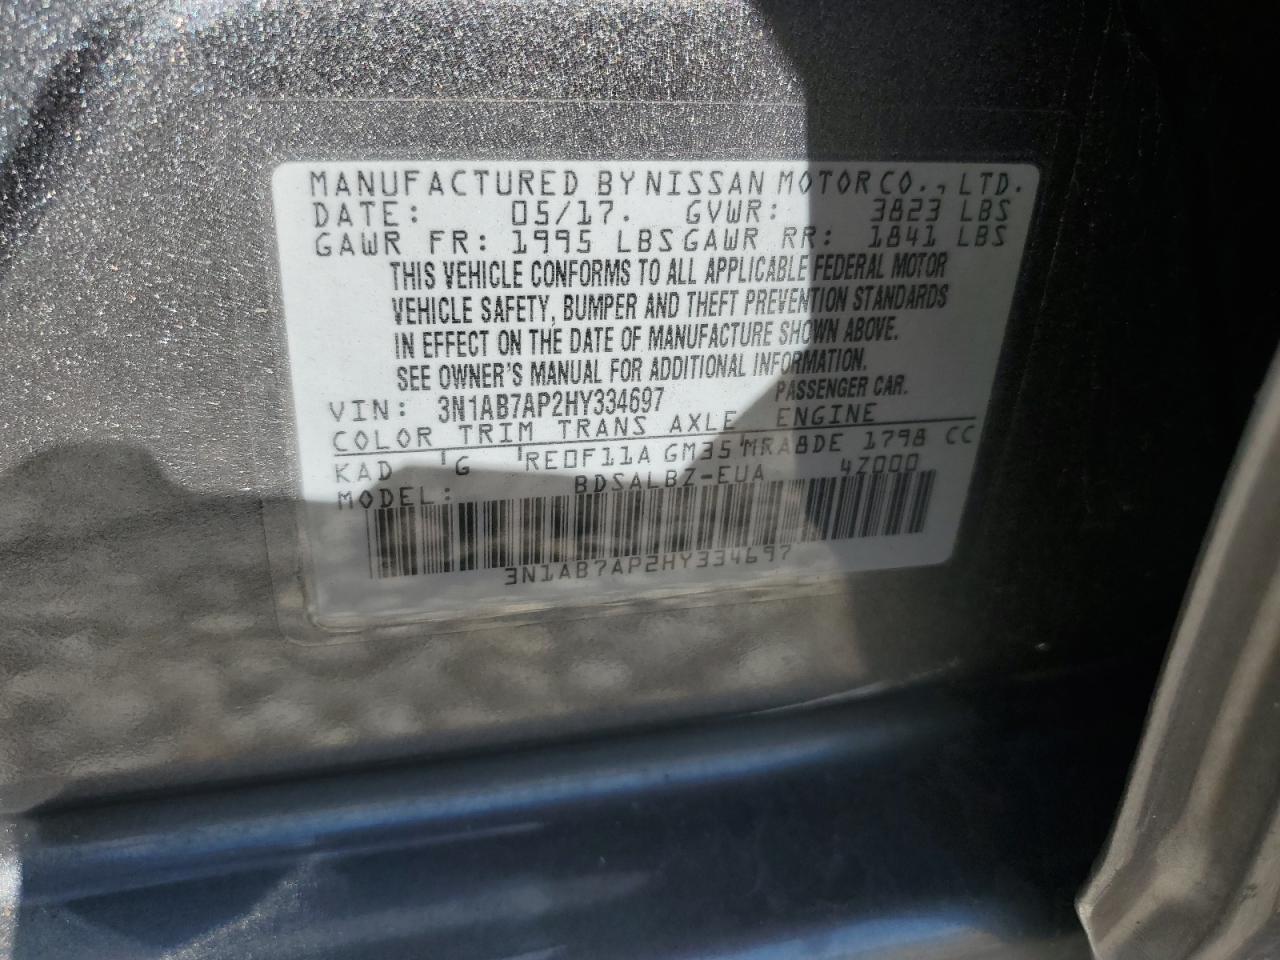 MANUFACTURED BY NISSAN MOTOR CO., LTD.
DATE: 05/17. GVWR: 3823 LBS
GAWR FR: 1995 LBS GAWR RR: 1841 LBS
THIS VEHICLE CONFORMS TO ALL APPLICABLE FEDERAL MOTOR
VEHICLE SAFETY, BUMPER AND THEFT PREVENTION STANDARDS
IN EFFECT ON THE DATE OF MANUFACTURE SHOWN ABOVE.
SEE OWNER'S MANUAL FOR ADDITIONAL INFORMATION.
VIN: 3N1AB7AP2HY334697 PASSENGER CAR.
COLOR TRIM TRANS AXLE ENGINE
KAD G RE0F11A GM35 MRA8DE 1798 CC
MODEL: BDSALBZ-EUA 47000
3N1AB7AP2HY334697